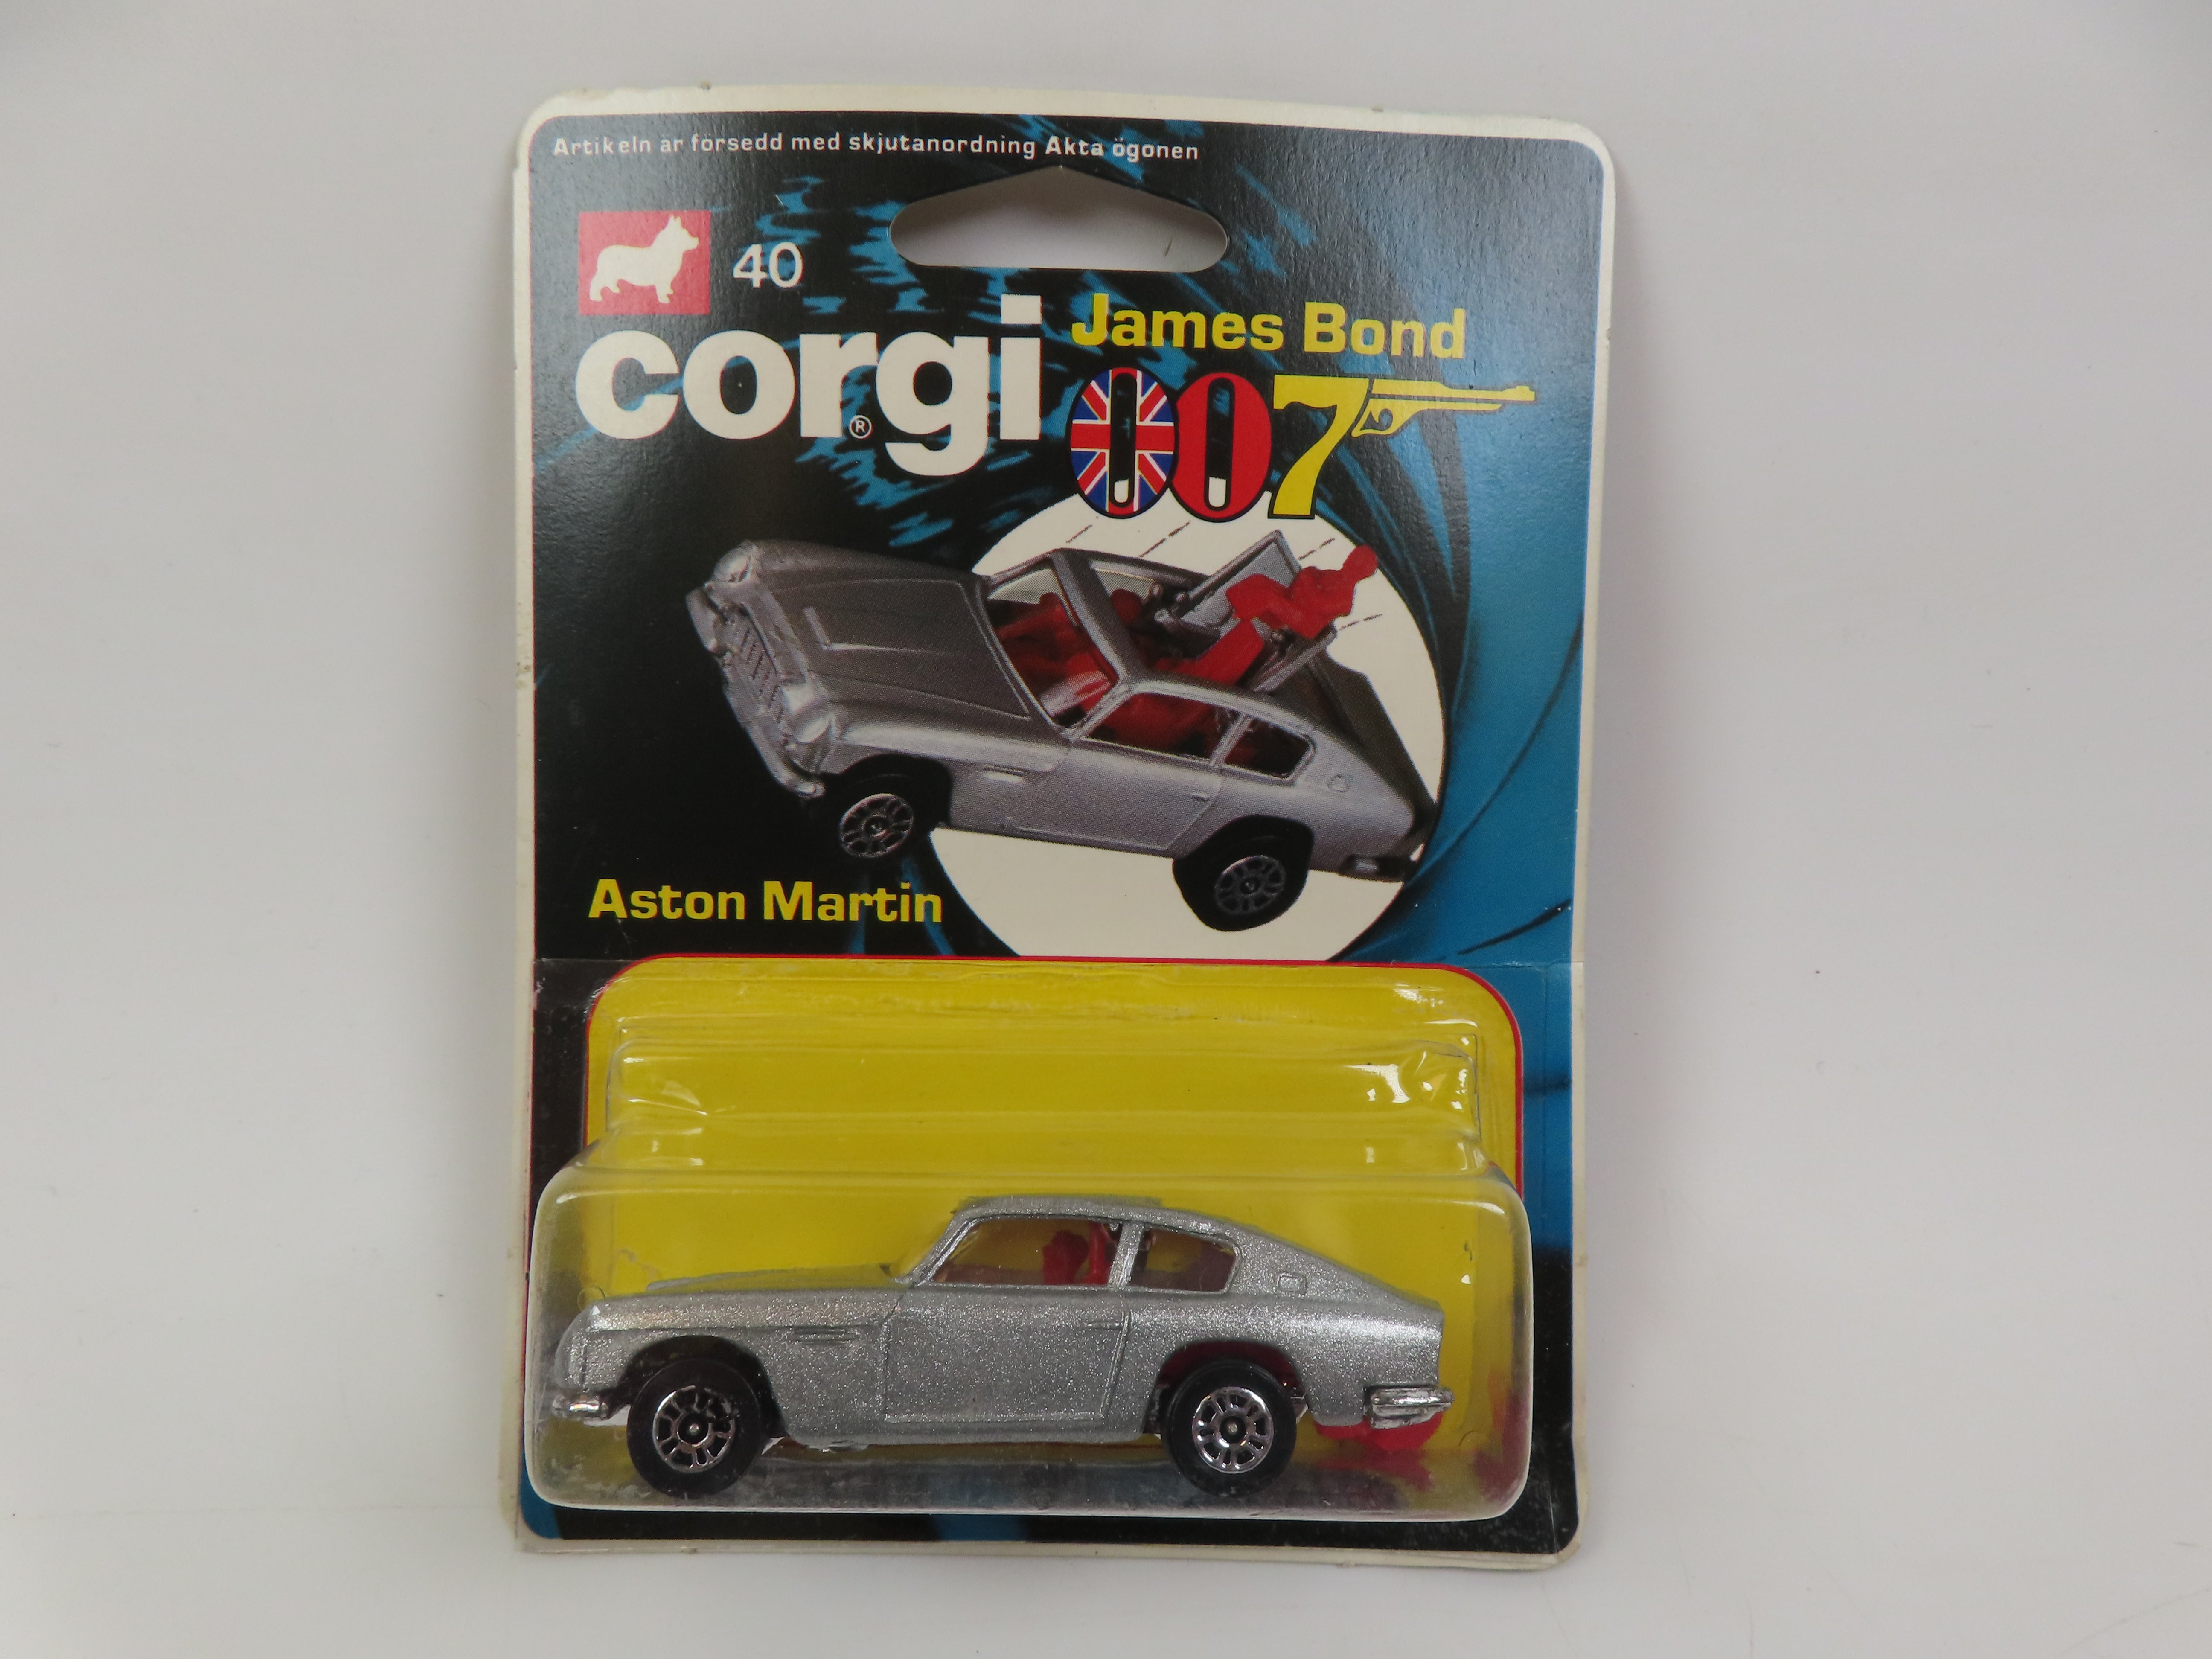 Artikeln är försedd med skjutanordning Akta ögonen
40
corgi®
James Bond
007
Aston Martin